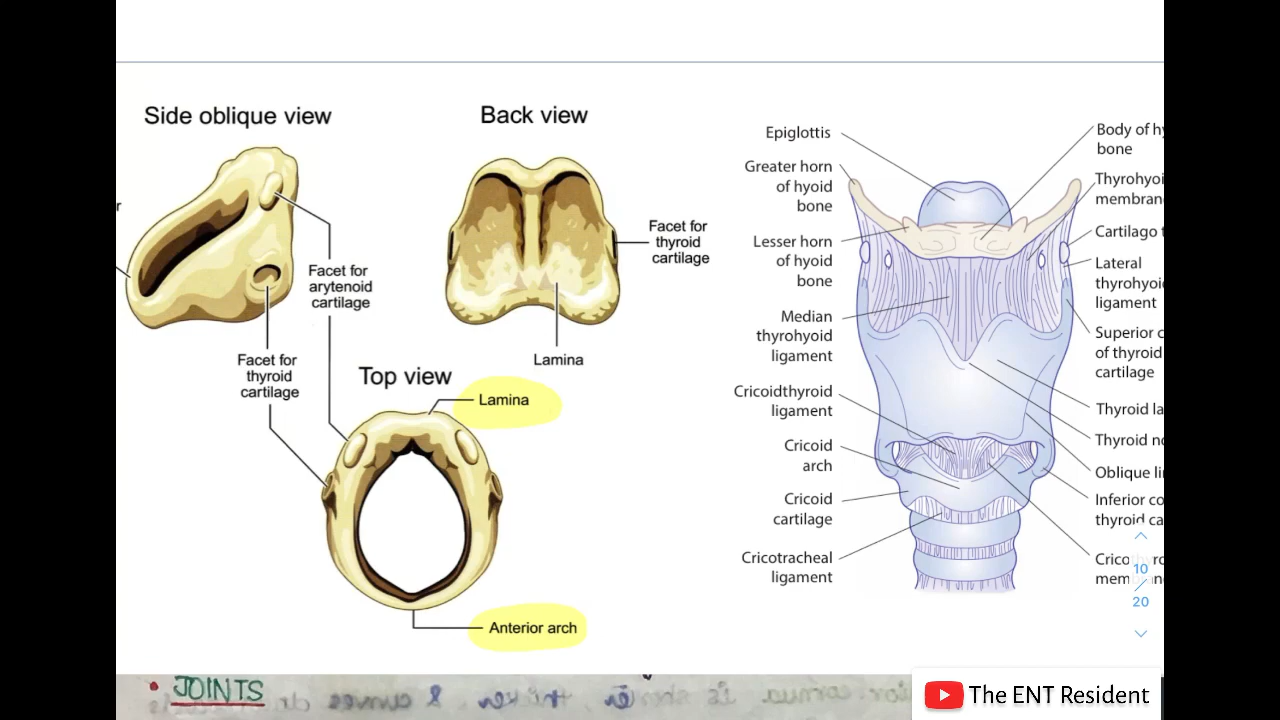 Side oblique view
Back view
r
Facet for
arytenoid
cartilage
Facet for
thyroid
cartilage
Facet for
thyroid
cartilage
Lamina
Top view
Lamina
Anterior arch
Epiglottis
Greater horn
of hyoid
bone
Lesser horn
of hyoid
bone
Median
thyrohyoid
ligament
Cricoidthyroid
ligament
Cricoid
arch
Cricoid
cartilage
Cricotracheal
ligament
Body of hy
bone
Thyrohyoi
membran
Cartilago t
Lateral
thyrohyoi
ligament
Superior c
of thyroid
cartilage
Thyroid la
Thyroid no
Oblique li
Inferior co
thyroid ca
10
/
20
• JOINTS
The ENT Resident